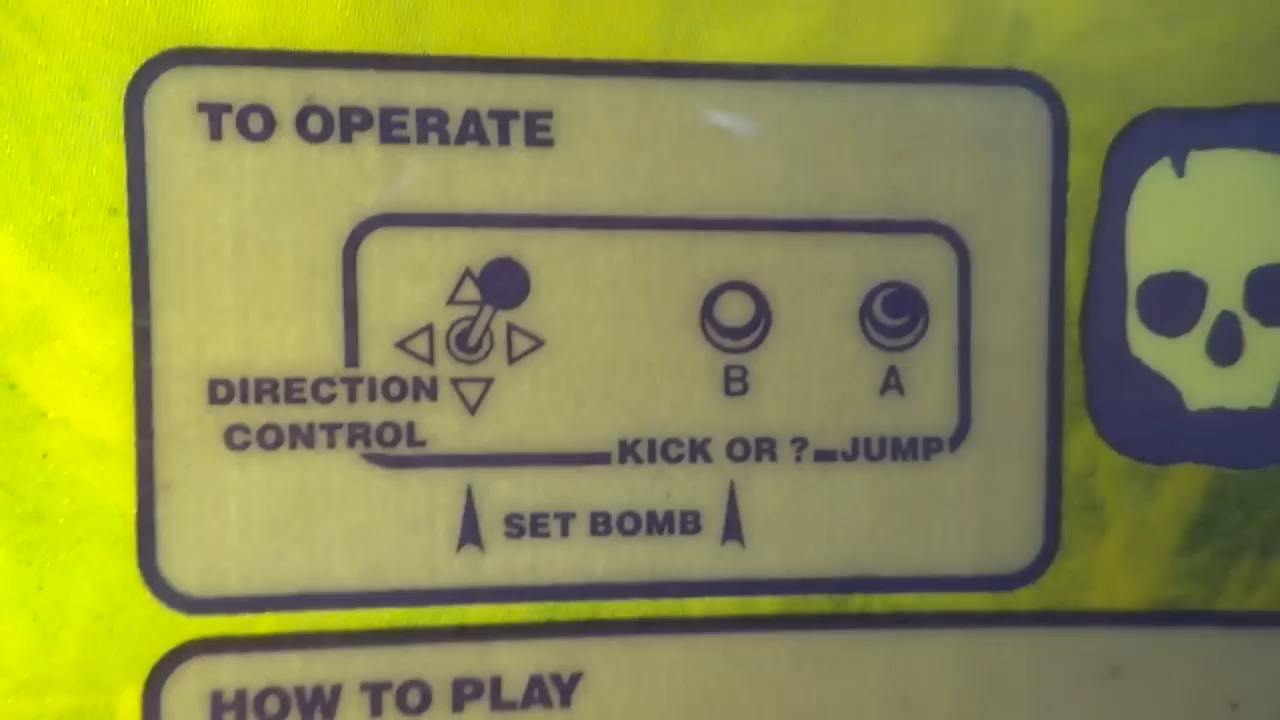 TO OPERATE
B
A
DIRECTION
CONTROL
KICK OR ? JUMP
SET BOMB
HOW TO PLAY